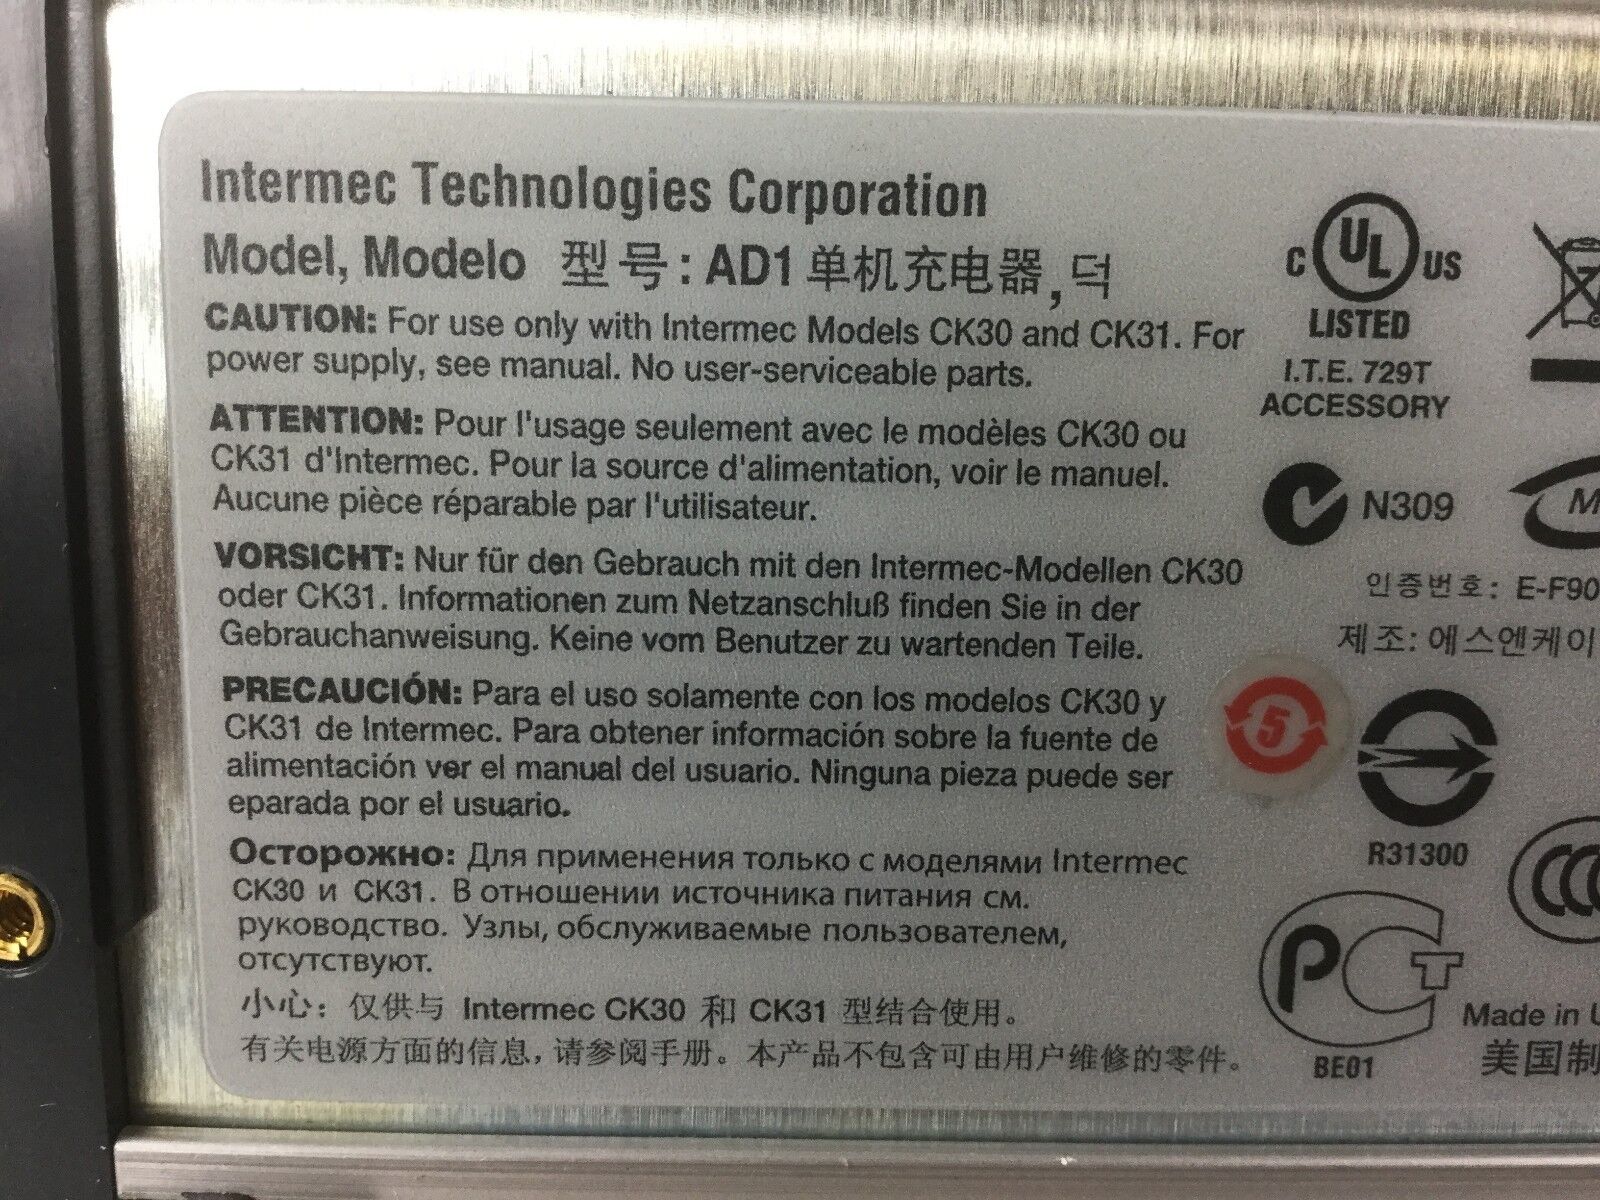 Intermec Technologies Corporation
Model, Modelo 型号: AD1 单机充电器, 덕
CAUTION: For use only with Intermec Models CK30 and CK31. For
power supply, see manual. No user-serviceable parts.
ATTENTION: Pour l'usage seulement avec le modèles CK30 ou
CK31 d'Intermec. Pour la source d'alimentation, voir le manuel.
Aucune pièce réparable par l'utilisateur.
VORSICHT: Nur für den Gebrauch mit den Intermec-Modellen CK30
oder CK31. Informationen zum Netzanschluß finden Sie in der
Gebrauchanweisung. Keine vom Benutzer zu wartenden Teile.
PRECAUCIÓN: Para el uso solamente con los modelos CK30 y
CK31 de Intermec. Para obtener información sobre la fuente de
alimentación ver el manual del usuario. Ninguna pieza puede ser
eparada por el usuario.
Осторожно: Для применения только с моделями Intermec
CK30 и CK31. В отношении источника питания см.
руководство. Узлы, обслуживаемые пользователем,
отсутствуют.
小心: 仅供与 Intermec CK30 和 CK31 型结合使用。
有关电源方面的信息，请参阅手册。本产品不包含可由用户维修的零件。
C UL US
LISTED
I.T.E. 729T
ACCESSORY
N309
인증번호: E-F90
제조: 에스엔케이
5
R31300
CCC
PCT
BE01
Made in
美国制